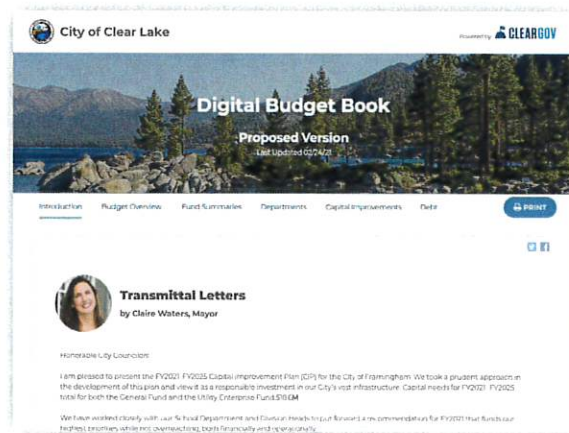 City of Clear Lake
Powered by CLEARGOV
Digital Budget Book
Proposed Version
Last Updated 02/24/21
Introduction Budget Overview Fund Summaries Departments Capital Improvements Debt PRINT
Transmittal Letters
by Claire Waters, Mayor
Honorable City Councilors
I am pleased to present the FY2021-FY2025 Capital Improvement Plan (CIP) for the City of Framingham. We took a prudent approach in
the development of this plan and view it as a responsible investment in our City's vast infrastructure. Capital needs for FY2021-FY2025
total for both the General Fund and the Utility Enterprise Fund
We have worked closely with our School Department and Division Heads to put forward a recommendation for FY2021 that funds our
highest priorities while not overreaching, both financially and operationally.